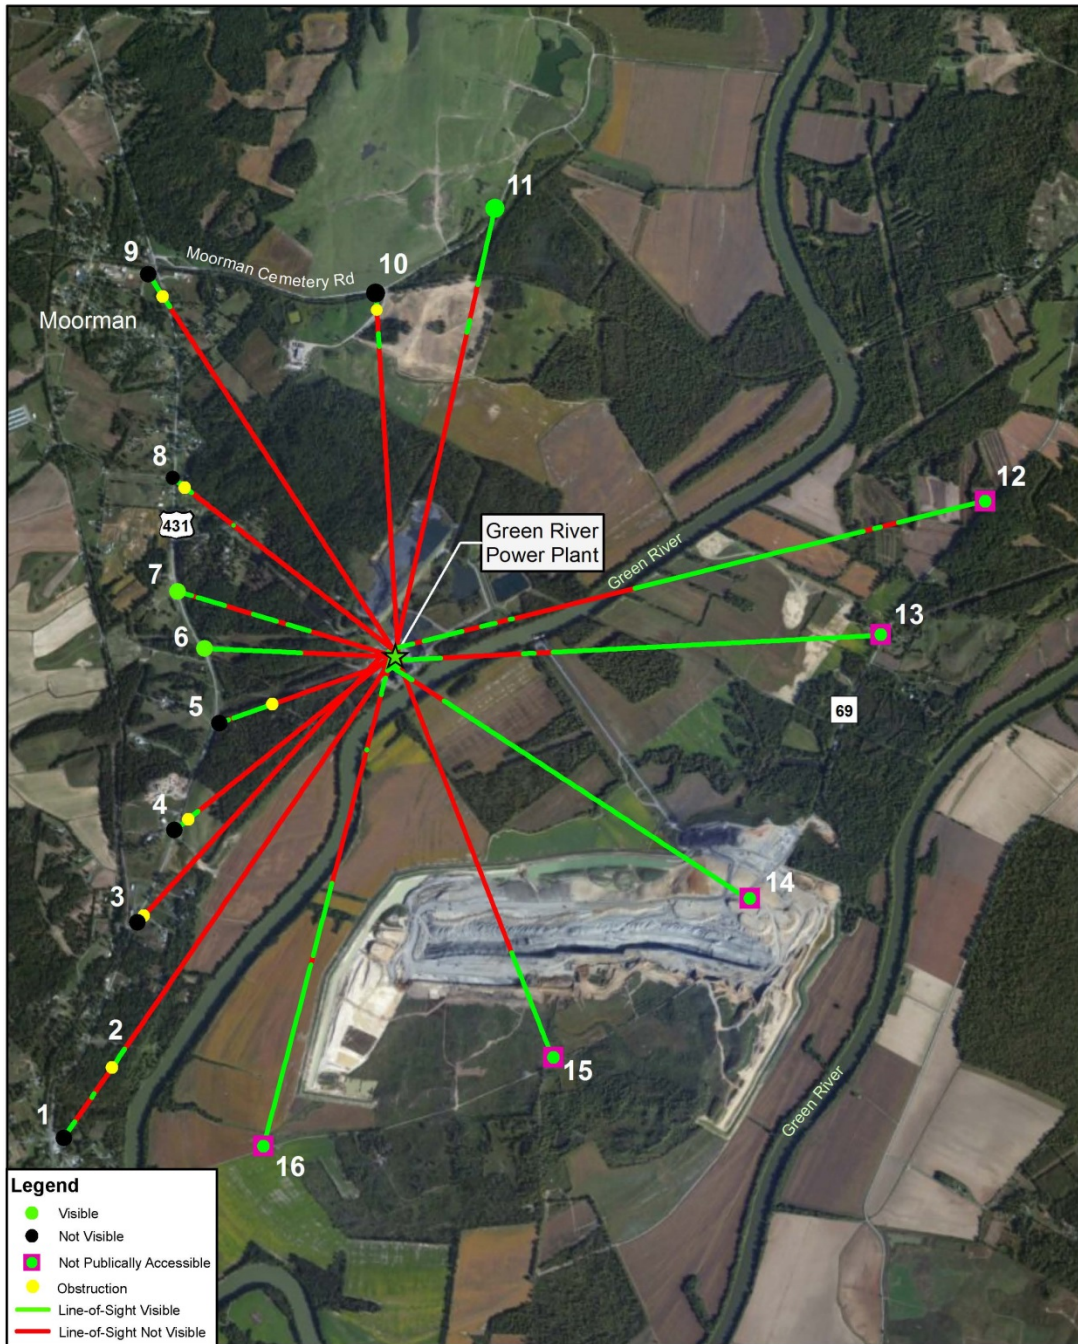 11
9
Moorman Cemetery Rd
10
Moorman
8
431
12
Green River
Power Plant
Green River
7
6
13
5
69
4
14
3
2
15
Green River
1
16
Legend
Visible
Not Visible
Not Publically Accessible
Obstruction
Line-of-Sight Visible
Line-of-Sight Not Visible